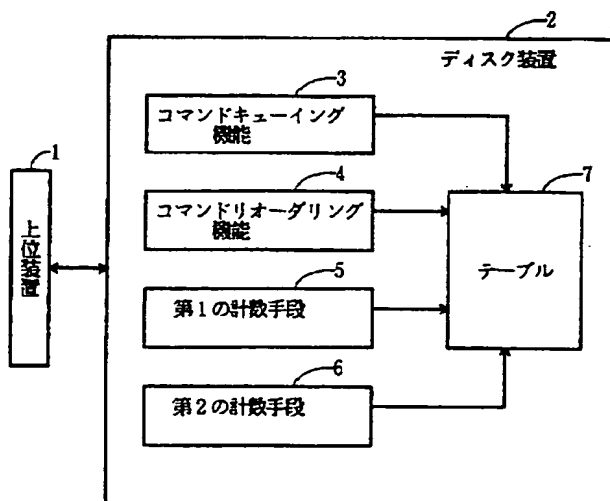 2
ディスク装置
3
コマンドキューイング
機能
1
上位装置
4
コマンドリオーダリング
機能
7
テーブル
5
第1の計数手段
6
第2の計数手段